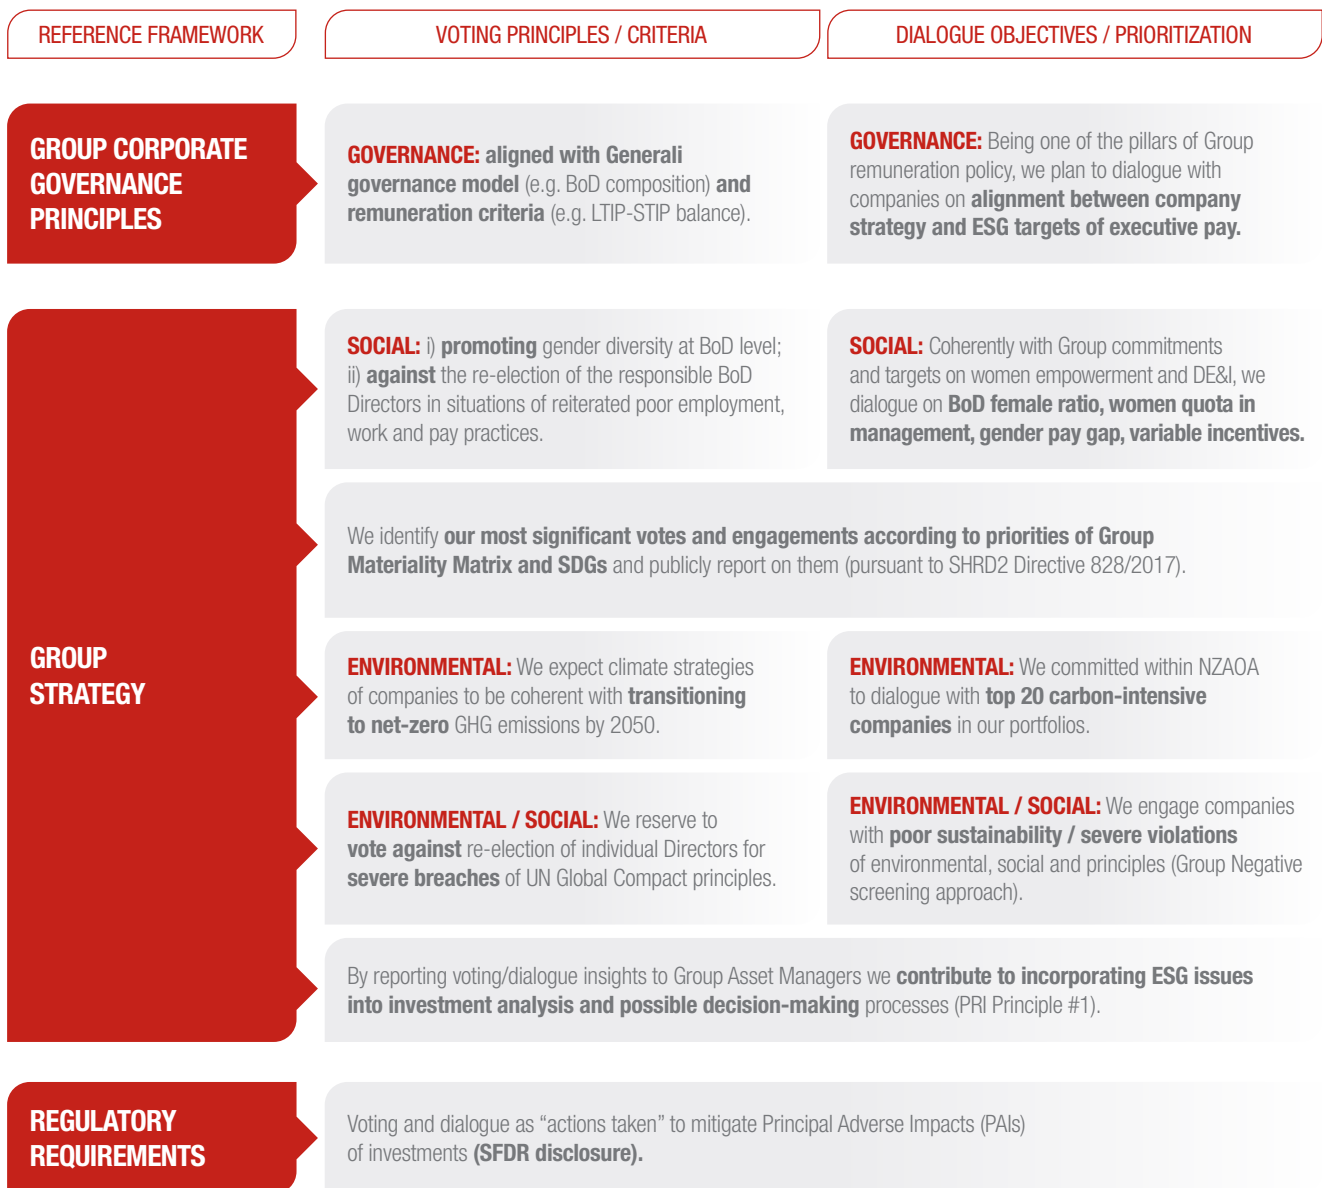 REFERENCE FRAMEWORK
VOTING PRINCIPLES / CRITERIA
DIALOGUE OBJECTIVES / PRIORITIZATION
GROUP CORPORATE
GOVERNANCE
PRINCIPLES
GOVERNANCE: aligned with Generali
governance model (e.g. BoD composition) and
remuneration criteria (e.g. LTIP-STIP balance).
GOVERNANCE: Being one of the pillars of Group
remuneration policy, we plan to dialogue with
companies on alignment between company
strategy and ESG targets of executive pay.
GROUP
STRATEGY
SOCIAL: i) promoting gender diversity at BoD level;
ii) against the re-election of the responsible BoD
Directors in situations of reiterated poor employment,
work and pay practices.
SOCIAL: Coherently with Group commitments
and targets on women empowerment and DE&I, we
dialogue on BoD female ratio, women quota in
management, gender pay gap, variable incentives.
We identify our most significant votes and engagements according to priorities of Group
Materiality Matrix and SDGs and publicly report on them (pursuant to SHRD2 Directive 828/2017).
ENVIRONMENTAL: We expect climate strategies
of companies to be coherent with transitioning
to net-zero GHG emissions by 2050.
ENVIRONMENTAL: We committed within NZAOA
to dialogue with top 20 carbon-intensive
companies in our portfolios.
ENVIRONMENTAL / SOCIAL: We reserve to
vote against re-election of individual Directors for
severe breaches of UN Global Compact principles.
ENVIRONMENTAL / SOCIAL: We engage companies
with poor sustainability / severe violations
of environmental, social and principles (Group Negative
screening approach).
By reporting voting/dialogue insights to Group Asset Managers we contribute to incorporating ESG issues
into investment analysis and possible decision-making processes (PRI Principle #1).
REGULATORY
REQUIREMENTS
Voting and dialogue as “actions taken” to mitigate Principal Adverse Impacts (PAIs)
of investments (SFDR disclosure).